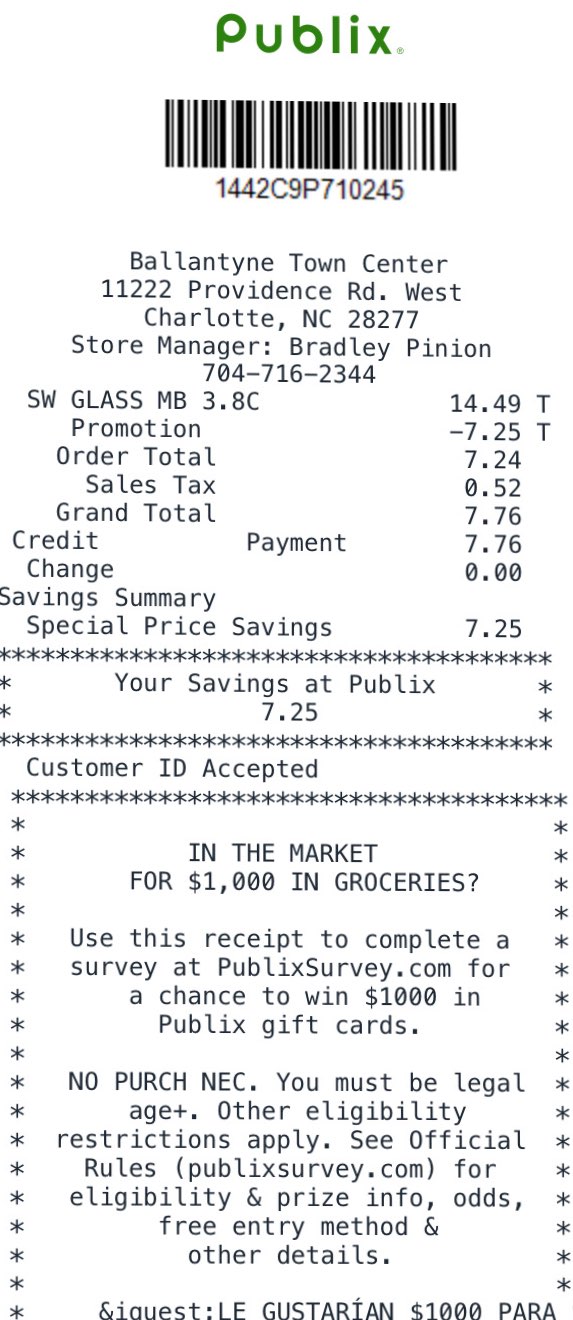 Publix®
1442C9P710245
Ballantyne Town Center
11222 Providence Rd. West
Charlotte, NC 28277
Store Manager: Bradley Pinion
704-716-2344
SW GLASS MB 3.8C 14.49 T
Promotion -7.25 T
Order Total 7.24
Sales Tax 0.52
Grand Total 7.76
Credit Payment 7.76
Change 0.00
Savings Summary
Special Price Savings 7.25
**************************************
* Your Savings at Publix *
* 7.25 *
**************************************
Customer ID Accepted
**************************************
* *
* IN THE MARKET *
* FOR $1,000 IN GROCERIES? *
* *
* Use this receipt to complete a *
* survey at PublixSurvey.com for *
* a chance to win $1000 in *
* Publix gift cards. *
* *
* NO PURCH NEC. You must be legal *
* age+. Other eligibility *
* restrictions apply. See Official *
* Rules (publixsurvey.com) for *
* eligibility & prize info, odds, *
* free entry method & *
* other details. *
* *
* &iquest;LE GUSTARÍAN $1000 PARA